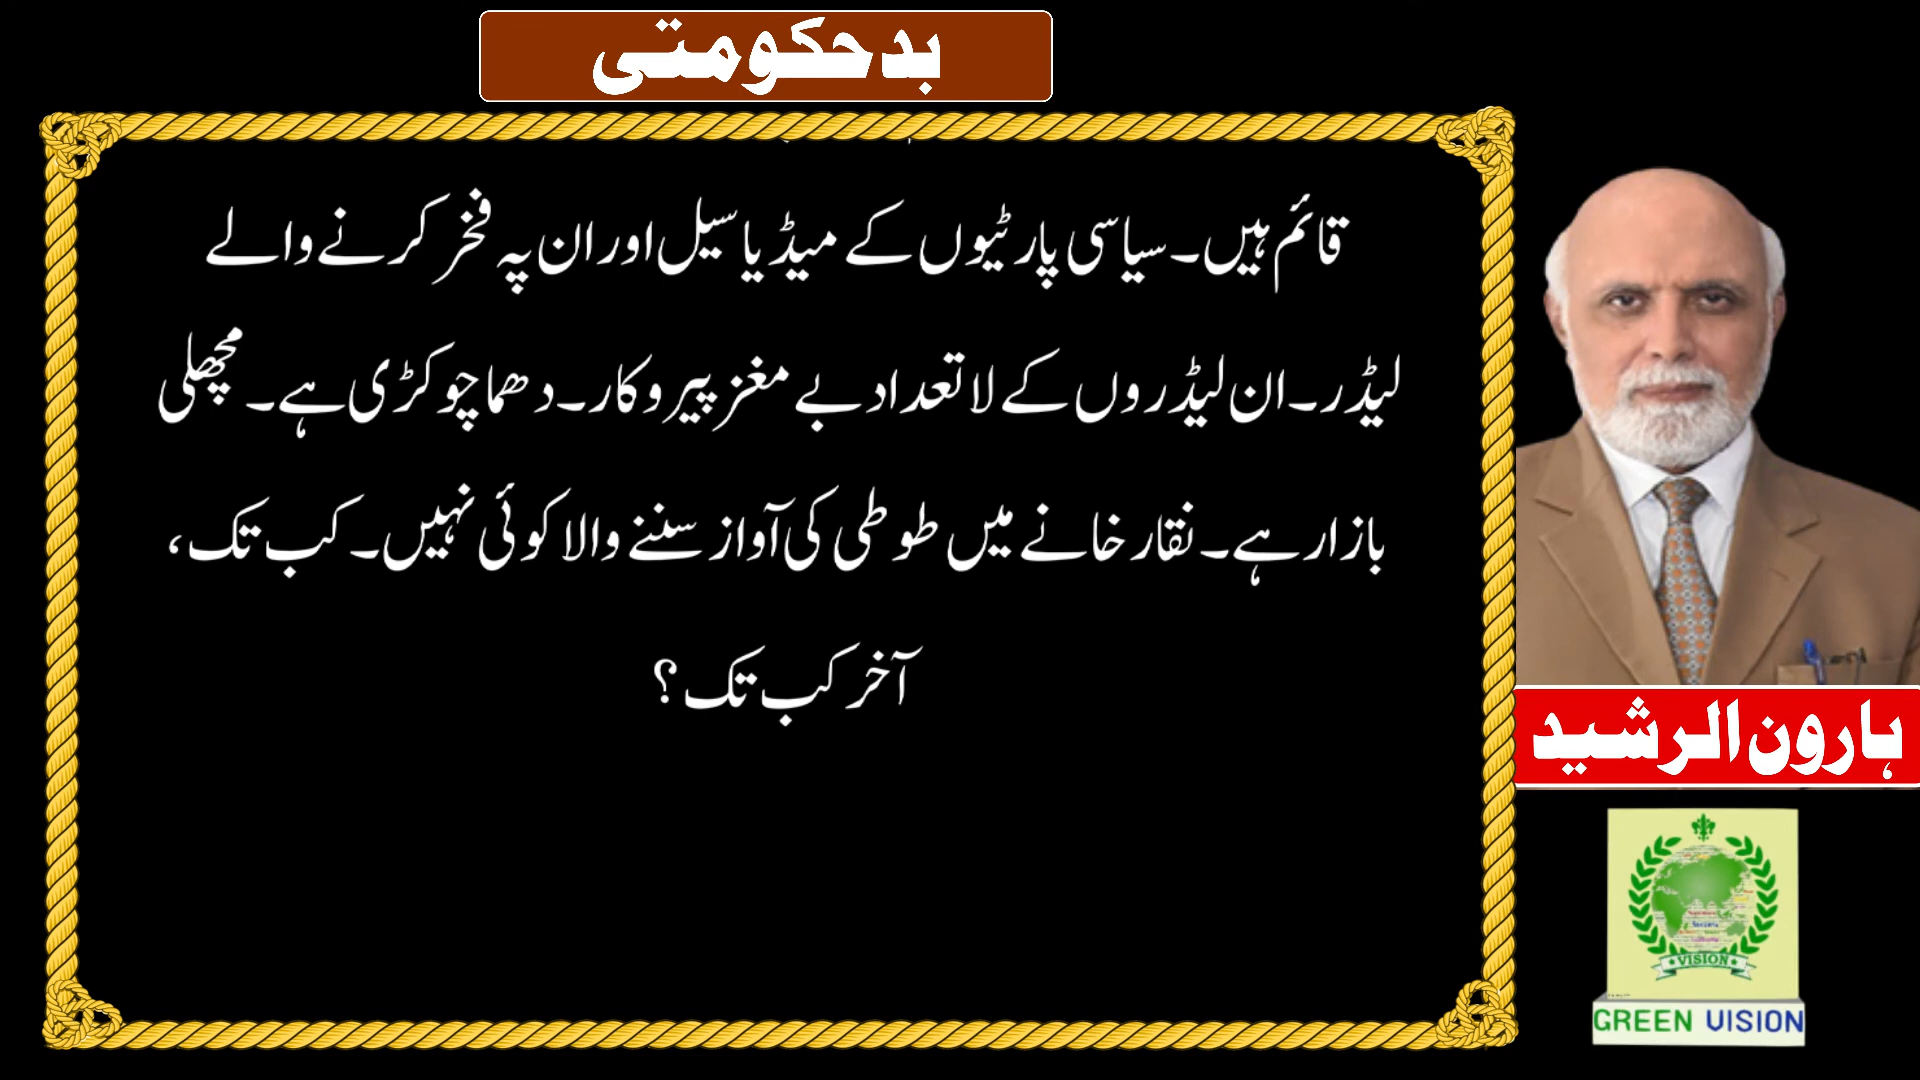 بدحکومتی
قائم ہیں۔ سیاسی پارٹیوں کے میڈیا سیل اور ان پہ فخر کرنے والے
لیڈر۔ ان لیڈروں کے لاتعداد بے مغز پیروکار۔ دھما چوکڑی ہے۔ مچھلی
بازار ہے۔ نقار خانے میں طوطی کی آواز سننے والا کوئی نہیں۔ کب تک،
آخر کب تک؟
ہارون الرشید
VISION
GREEN VISION